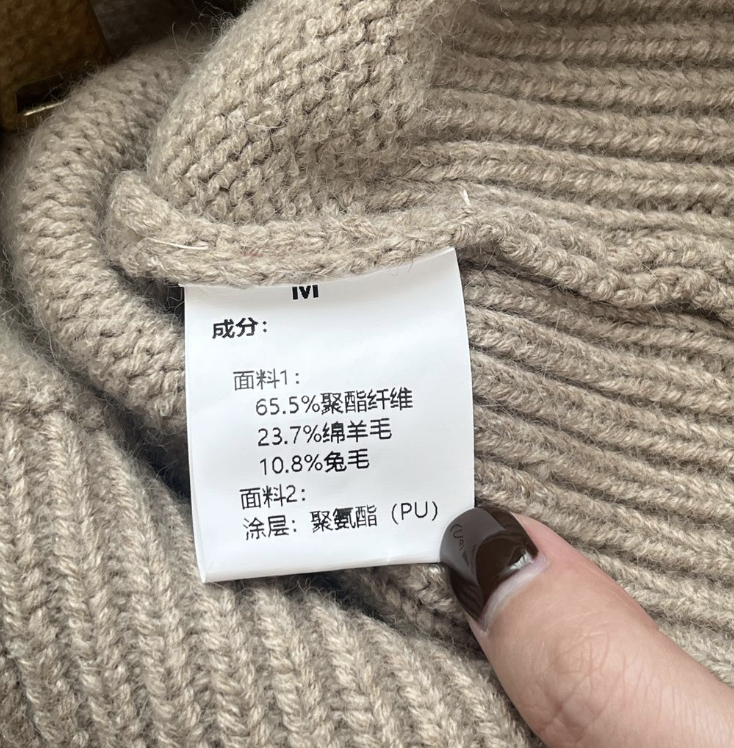 M
成分：
面料1：
65.5%聚酯纤维
23.7%绵羊毛
10.8%兔毛
面料2：
涂层：聚氨酯（PU）